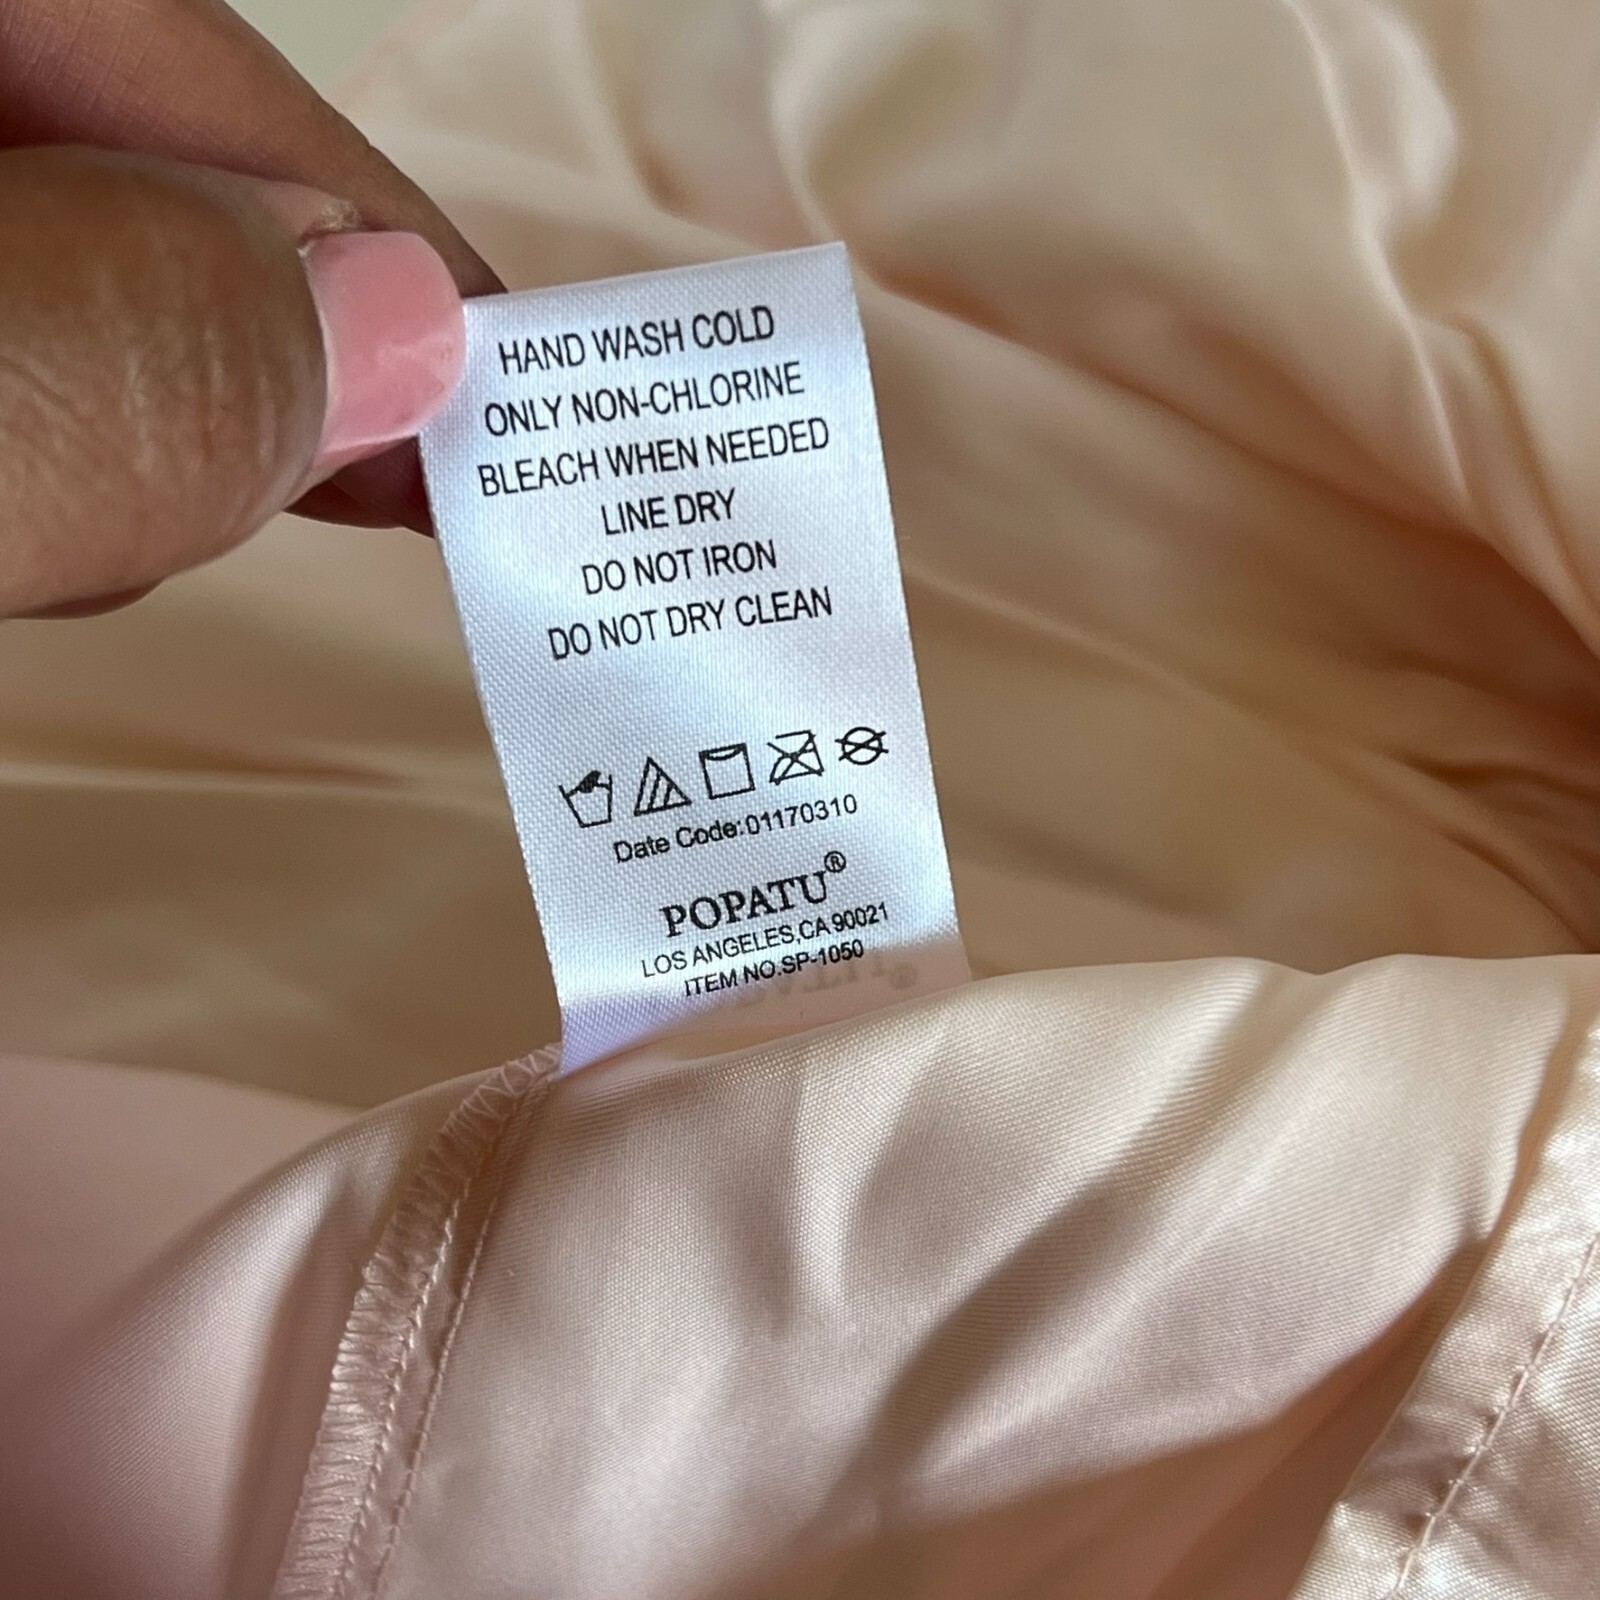 HAND WASH COLD
ONLY NON-CHLORINE
BLEACH WHEN NEEDED
LINE DRY
DO NOT IRON
DO NOT DRY CLEAN
Date Code:01170310
POPATU®
LOS ANGELES,CA 90021
ITEM NO.SP-1050